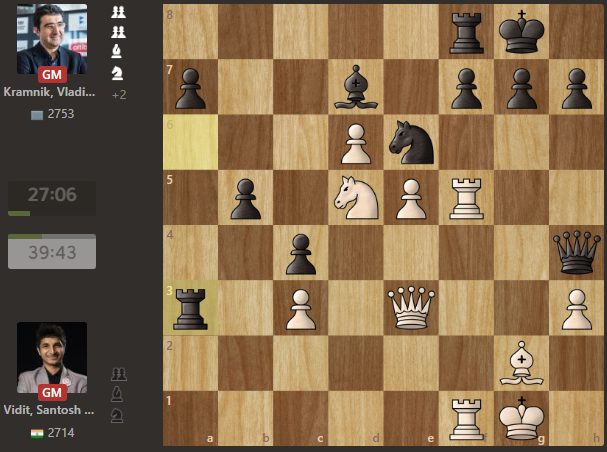 8
GM
Kramnik, Vladi...
+2
2753
7
6
27:06
5
39:43
4
3
2
GM
Vidit, Santosh ...
2714
1
a b c d e f g h